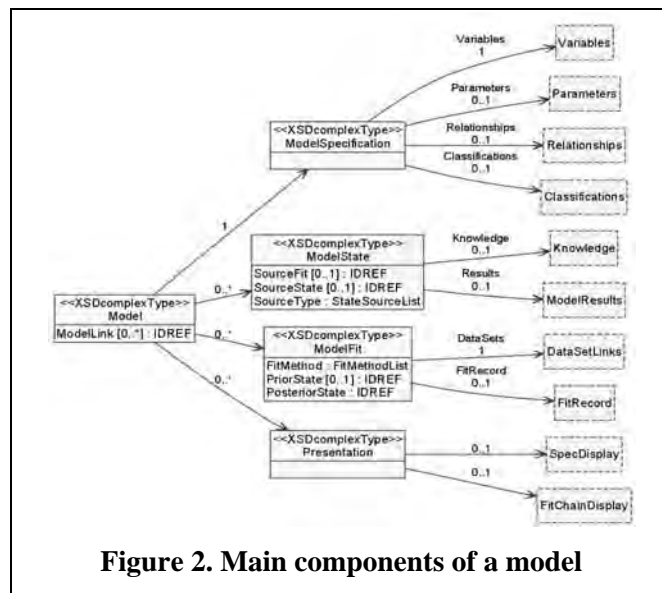 Variables
1
Variables
Parameters
0..1
Parameters
<<XSDcomplexType>>
ModelSpecification
Relationships
0..1
Relationships
Classifications
0..1
Classifications
1
<<XSDcomplexType>>
ModelState
SourceFit [0..1] : IDREF
SourceState [0..1] : IDREF
SourceType : StateSourceList
Knowledge
0..1
Knowledge
Results
0..1
ModelResults
0..*
<<XSDcomplexType>>
Model
ModelLink [0..*] : IDREF
0..*
<<XSDcomplexType>>
ModelFit
FitMethod : FitMethodList
PriorState [0..1] : IDREF
PosteriorState : IDREF
DataSets
1
DataSetLinks
FitRecord
0..1
FitRecord
0..*
<<XSDcomplexType>>
Presentation
0..1
SpecDisplay
0..1
FitChainDisplay
Figure 2. Main components of a model